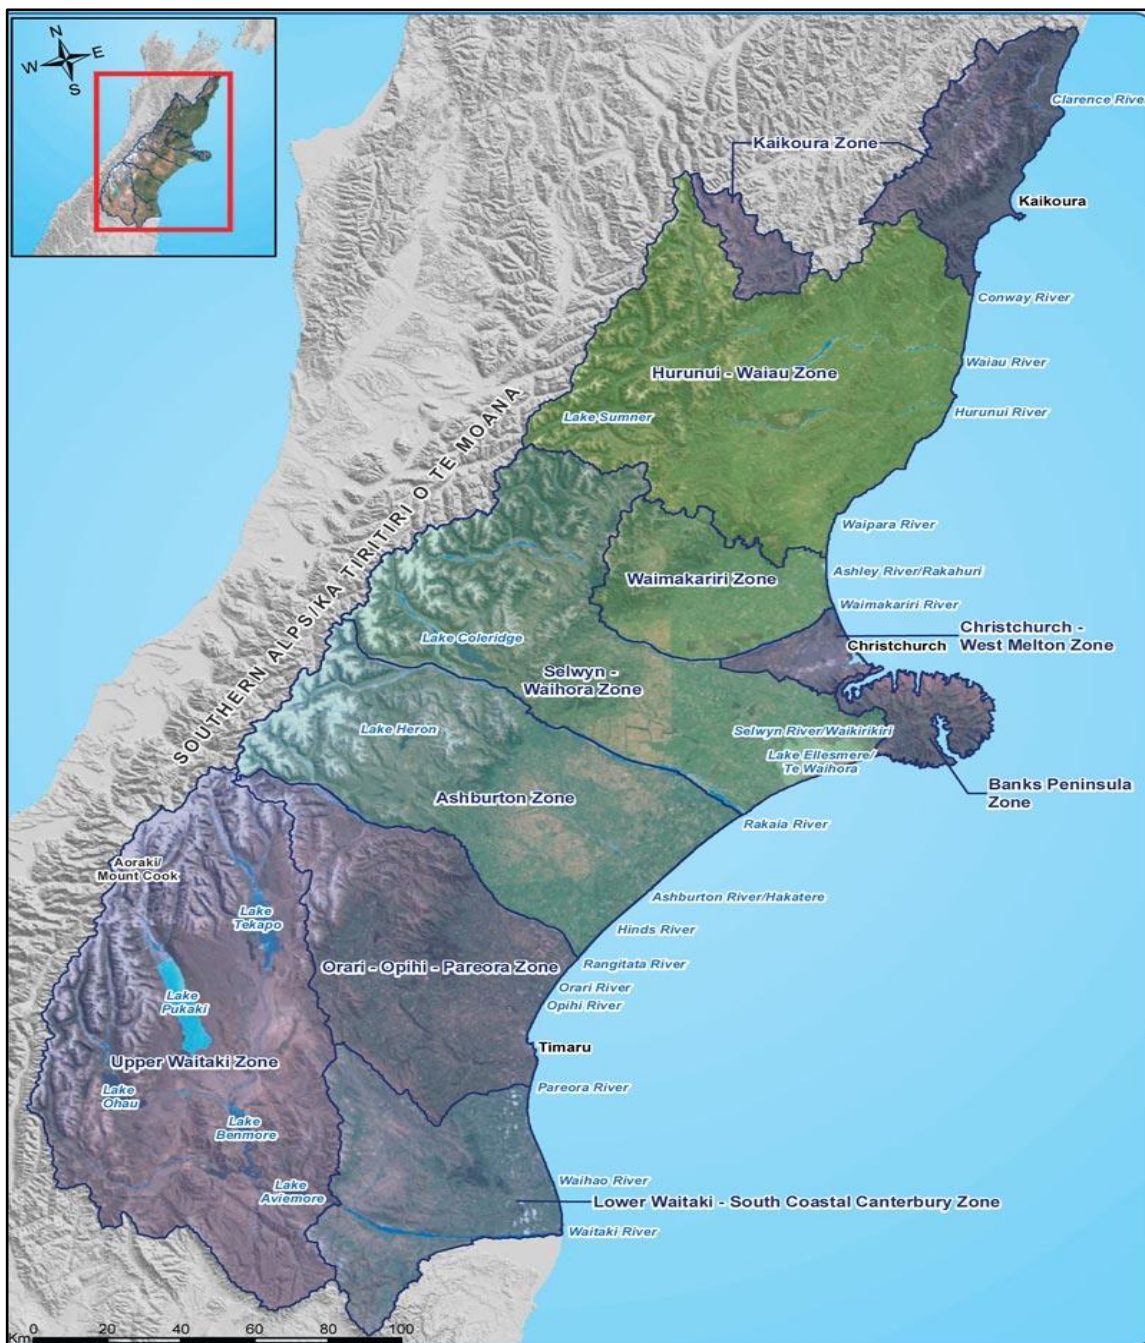 N
W
E
S
Clarence River
Kaikoura Zone
Kaikoura
Conway River
Waiau River
Hurunui - Waiau Zone
Lake Sumner
Hurunui River
SOUTHERN ALPS/KA TIRITIRI O TE MOANA
Waipara River
Waimakariri Zone
Ashley River/Rakahuri
Waimakariri River
Christchurch -
West Melton Zone
Christchurch
Lake Coleridge
Selwyn -
Waihora Zone
Lake Heron
Selwyn River/Waikirikiri
Lake Ellesmere/
Te Waihora
Banks Peninsula
Zone
Ashburton Zone
Rakaia River
Aoraki/
Mount Cook
Lake
Tekapo
Ashburton River/Hakatere
Hinds River
Orari - Opihi - Pareora Zone
Rangitata River
Orari River
Opihi River
Lake
Pukaki
Timaru
Upper Waitaki Zone
Lake
Ohau
Pareora River
Lake
Benmore
Lake
Aviemore
Waihao River
Lower Waitaki - South Coastal Canterbury Zone
Waitaki River
Km 0 20 40 60 80 100